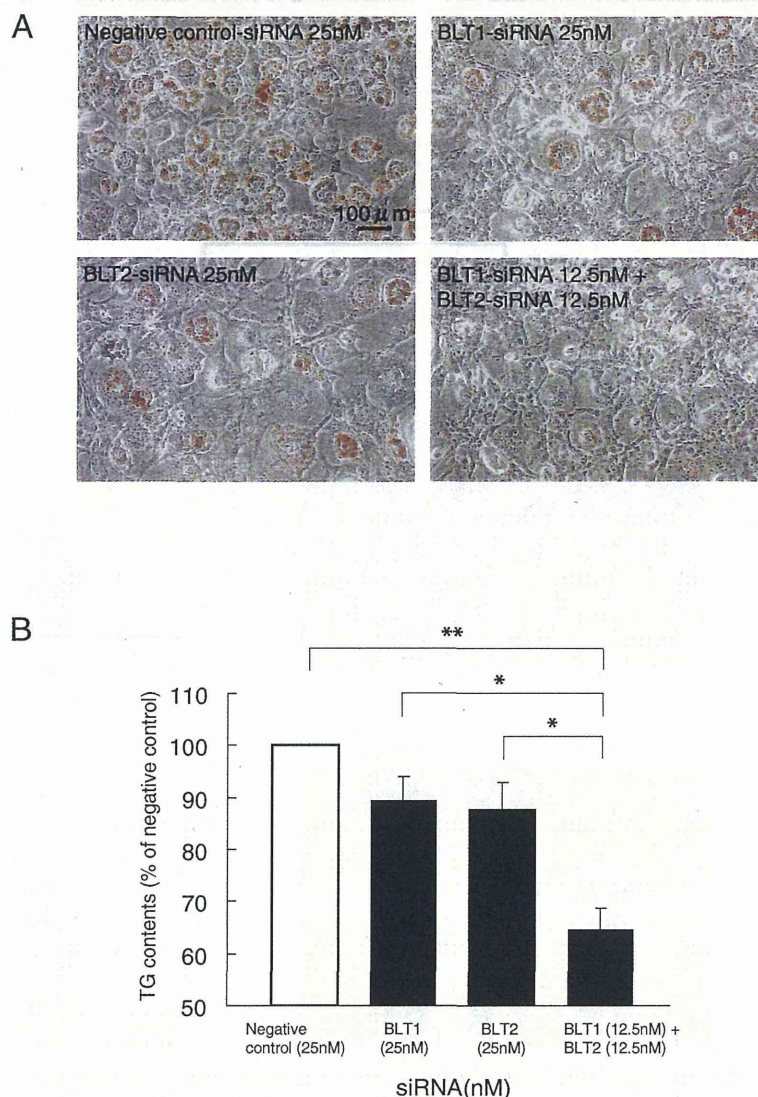 A
Negative control-siRNA 25nM
BLT1-siRNA 25nM
100μm
BLT2-siRNA 25nM
BLT1-siRNA 12.5nM +
BLT2-siRNA 12.5nM
B
**
*
*
TG contents (% of negative control)
110
100
90
80
70
60
50
Negative
control (25nM)
BLT1
(25nM)
BLT2
(25nM)
BLT1 (12.5nM) +
BLT2 (12.5nM)
siRNA(nM)